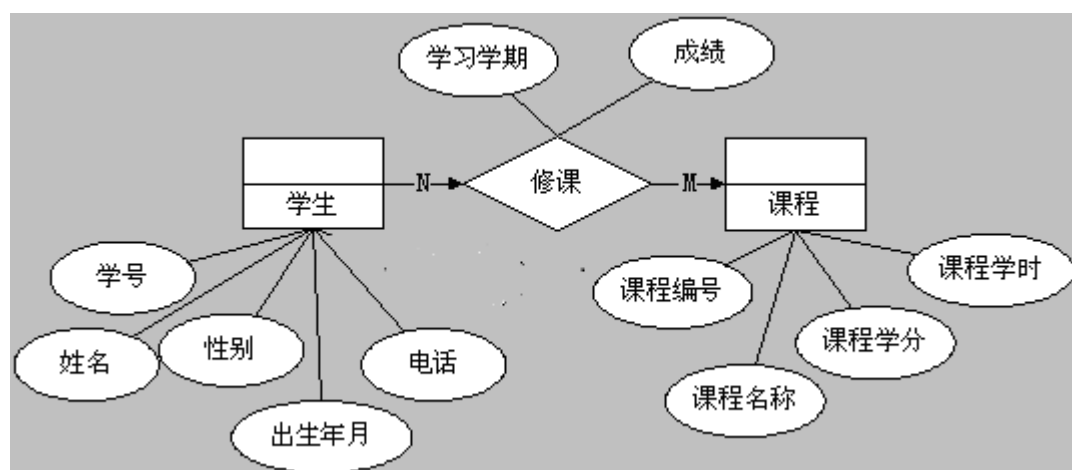 学习学期
成绩
N
修课
M
学生
课程
学号
课程编号
课程学时
姓名
性别
电话
课程学分
课程名称
出生年月